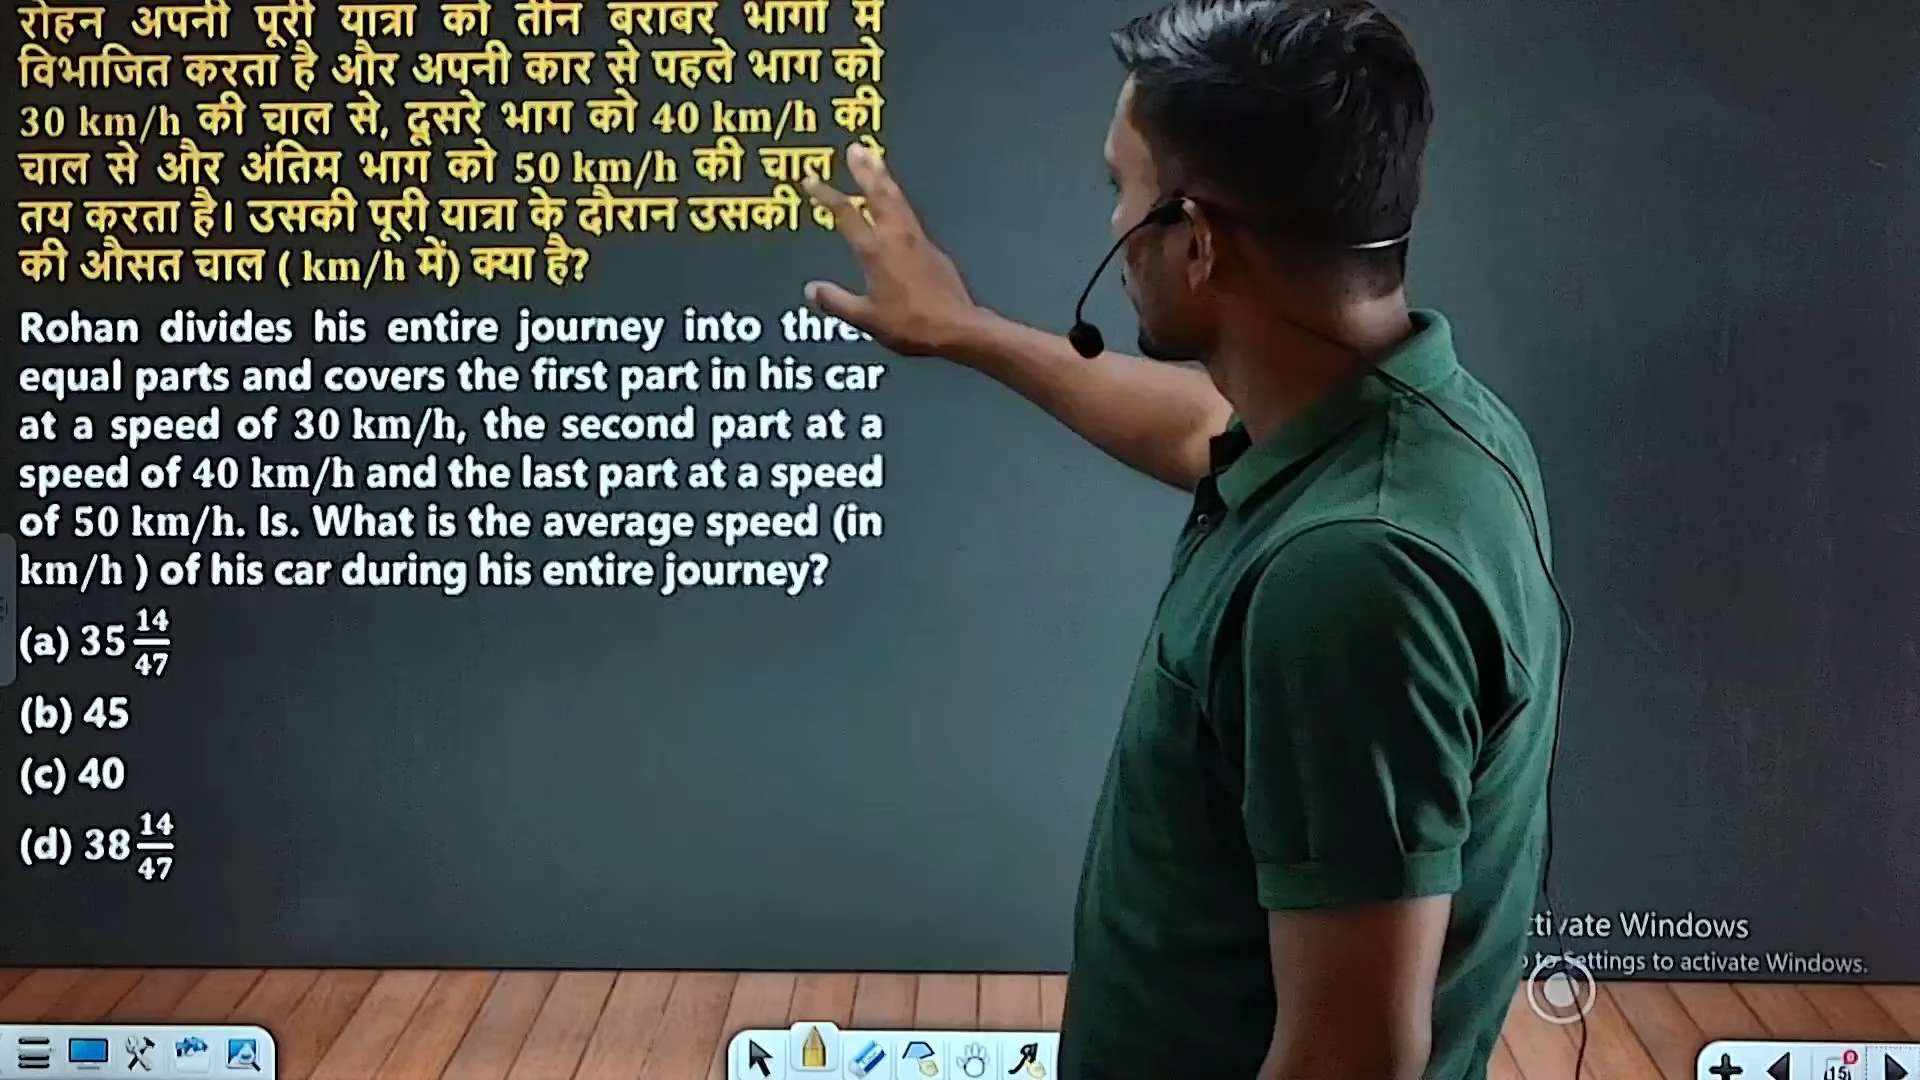 रोहन अपनी पूरी यात्रा को तीन बराबर भागों में
विभाजित करता है और अपनी कार से पहले भाग को
30 km/h की चाल से, दूसरे भाग को 40 km/h की
चाल से और अंतिम भाग को 50 km/h की चाल
तय करता है। उसकी पूरी यात्रा के दौरान उसकी
की औसत चाल ( km/h में) क्या है?
Rohan divides his entire journey into
equal parts and covers the first part in his car
at a speed of 30 km/h, the second part at a
speed of 40 km/h and the last part at a speed
of 50 km/h. Is. What is the average speed (in
km/h ) of his car during his entire journey?
(a) 35 14/47
(b) 45
(c) 40
(d) 38 14/47
Windows
to Settings to activate Windows.
15